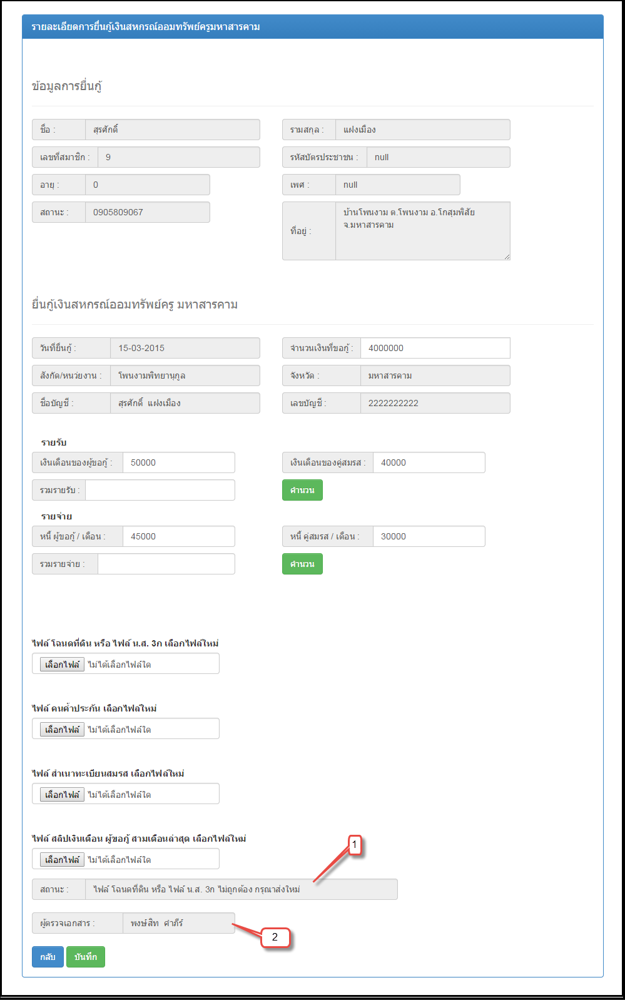 รายละเอียดการยื่นกู้เงินสหกรณ์ออมทรัพย์ครูมหาสารคาม
ข้อมูลการยื่นกู้
ชื่อ : สุรศักดิ์ รามสกุล : แฝงเมือง
เลขที่สมาชิก : 9 รหัสบัตรประชาชน : null
อายุ : 0 เพศ : null
สถานะ : 0905809067 ที่อยู่ : บ้านโพนงาม ต.โพนงาม อ.โกสุมพิสัย
จ.มหาสารคาม
ยื่นกู้เงินสหกรณ์ออมทรัพย์ครู มหาสารคาม
วันที่ยื่นกู้ : 15-03-2015 จำนวนเงินที่ขอกู้ : 4000000
สังกัด/หนว่ยงาน : โพนงามพิทยานุกูล จังหวัด : มหาสารคาม
ชื่อบัญชี : สุรศักดิ์ แฝงเมือง เลขบัญชี : 2222222222
รายรับ
เงินเดือนของผู้ขอกู้ : 50000 เงินเดือนของคู่สมรส : 40000
รวมรายรับ : คำนวน
รายจ่าย
หนี้ ผู้ขอกู้ / เดือน : 45000 หนี้ คู่สมรส / เดือน : 30000
รวมรายจ่าย : คำนวน
ไฟล์ โฉนดที่ดิน หรือ ไฟล์ น.ส. 3ก เลือกไฟล์ใหม่
เลือกไฟล์ ไม่ได้เลือกไฟล์ใด
ไฟล์ คนค้ำประกัน เลือกไฟล์ใหม่
เลือกไฟล์ ไม่ได้เลือกไฟล์ใด
ไฟล์ สำเนาทะเบียนสมรส เลือกไฟล์ใหม่
เลือกไฟล์ ไม่ได้เลือกไฟล์ใด
ไฟล์ สลิปเงินเดือน ผู้ขอกู้ สามเดือนล่าสุด เลือกไฟล์ใหม่
1
เลือกไฟล์ ไม่ได้เลือกไฟล์ใด
สถานะ : ไฟล์ โฉนดที่ดิน หรือ ไฟล์ น.ส. 3ก ไม่ถูกต้อง กรุณาส่งใหม่
ผู้ตรวจเอกสาร : พงษ์สิท คำภีร์
2
กลับ บันทึก